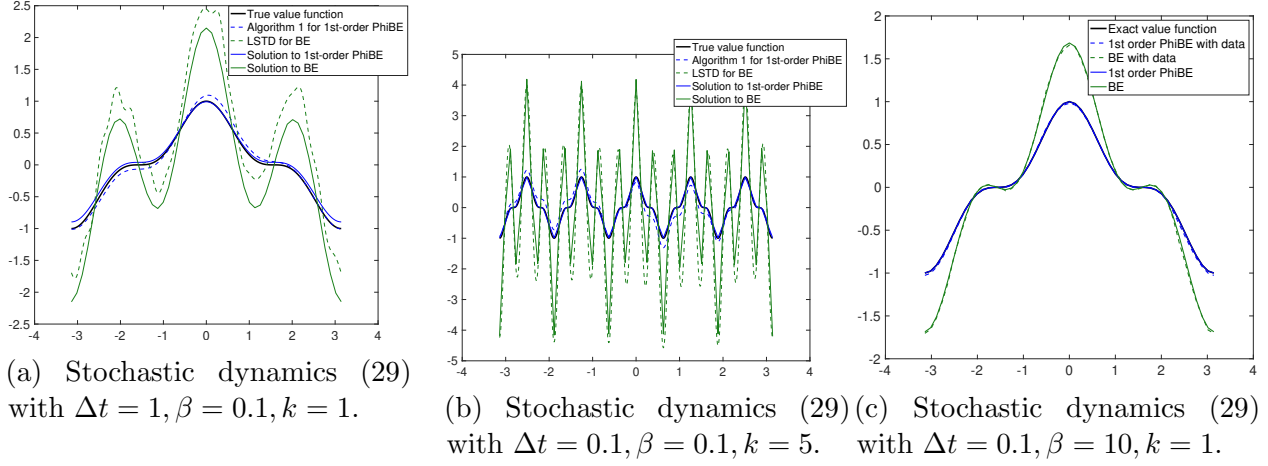 2.5
2
1.5
1
0.5
0
-0.5
-1
-1.5
-2
-2.5
-4 -3 -2 -1 0 1 2 3 4
True value function
Algorithm 1 for 1st-order PhiBE
LSTD for BE
Solution to 1st-order PhiBE
Solution to BE
(a) Stochastic dynamics (29)
with Δt = 1, β = 0.1, k = 1.
5
4
3
2
1
0
-1
-2
-3
-4
-5
-4 -3 -2 -1 0 1 2 3 4
True value function
Algorithm 1 for 1st-order PhiBE
LSTD for BE
Solution to 1st-order PhiBE
Solution to BE
(b) Stochastic dynamics (29)
with Δt = 0.1, β = 0.1, k = 5.
2
1.5
1
0.5
0
-0.5
-1
-1.5
-2
-4 -3 -2 -1 0 1 2 3 4
Exact value function
1st order PhiBE with data
BE with data
1st order PhiBE
BE
(c) Stochastic dynamics (29)
with Δt = 0.1, β = 10, k = 1.